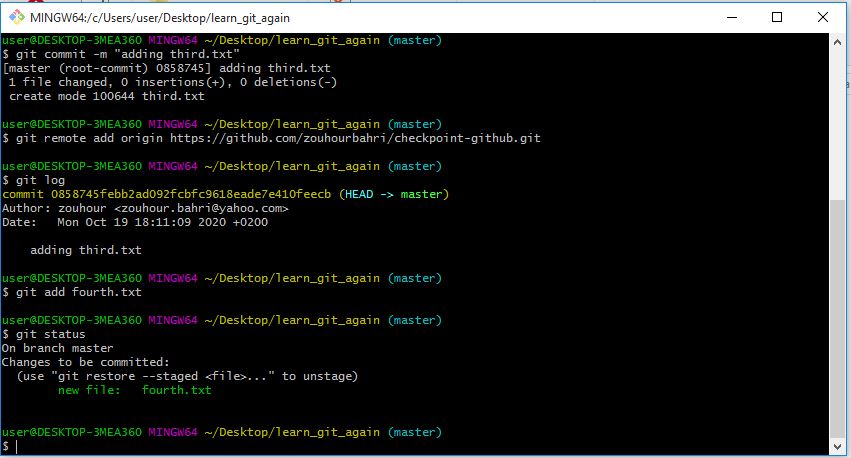 MINGW64:/c/Users/user/Desktop/learn_git_again
user@DESKTOP-3MEA360 MINGW64 ~/Desktop/learn_git_again (master)
$ git commit -m "adding third.txt"
[master (root-commit) 0858745] adding third.txt
 1 file changed, 0 insertions(+), 0 deletions(-)
 create mode 100644 third.txt
user@DESKTOP-3MEA360 MINGW64 ~/Desktop/learn_git_again (master)
$ git remote add origin https://github.com/zouhourbahri/checkpoint-github.git
user@DESKTOP-3MEA360 MINGW64 ~/Desktop/learn_git_again (master)
$ git log
commit 0858745febb2ad092fcbfc9618eade7e410feecb (HEAD -> master)
Author: zouhour <zouhour.bahri@yahoo.com>
Date:   Mon Oct 19 18:11:09 2020 +0200
    adding third.txt
user@DESKTOP-3MEA360 MINGW64 ~/Desktop/learn_git_again (master)
$ git add fourth.txt
user@DESKTOP-3MEA360 MINGW64 ~/Desktop/learn_git_again (master)
$ git status
On branch master
Changes to be committed:
  (use "git restore --staged <file>..." to unstage)
        new file:   fourth.txt
user@DESKTOP-3MEA360 MINGW64 ~/Desktop/learn_git_again (master)
$